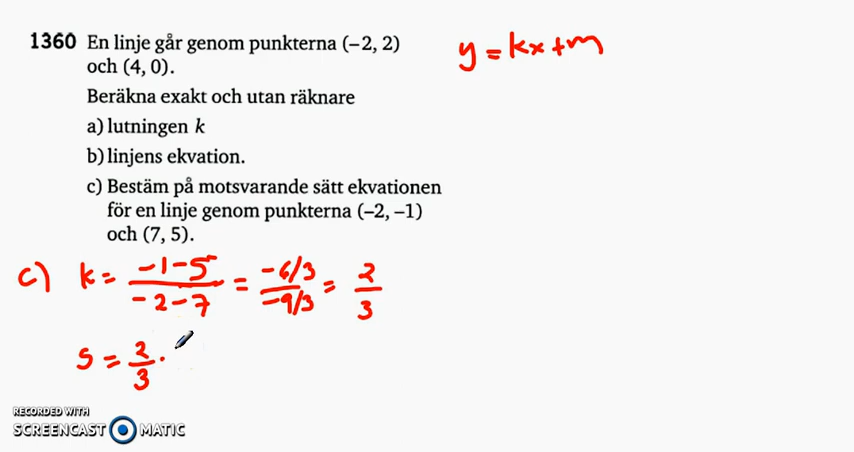 1360 En linje går genom punkterna (−2, 2)
och (4, 0).
Beräkna exakt och utan räknare
a) lutningen k
b) linjens ekvation.
c) Bestäm på motsvarande sätt ekvationen
för en linje genom punkterna (−2, −1)
och (7, 5).
y = kx + m
c) k = (-1-5)/(-2-7) = (-6/3)/(-9/3) = 2/3
5 = 2/3 ·
RECORDED WITH
SCREENCAST MATIC